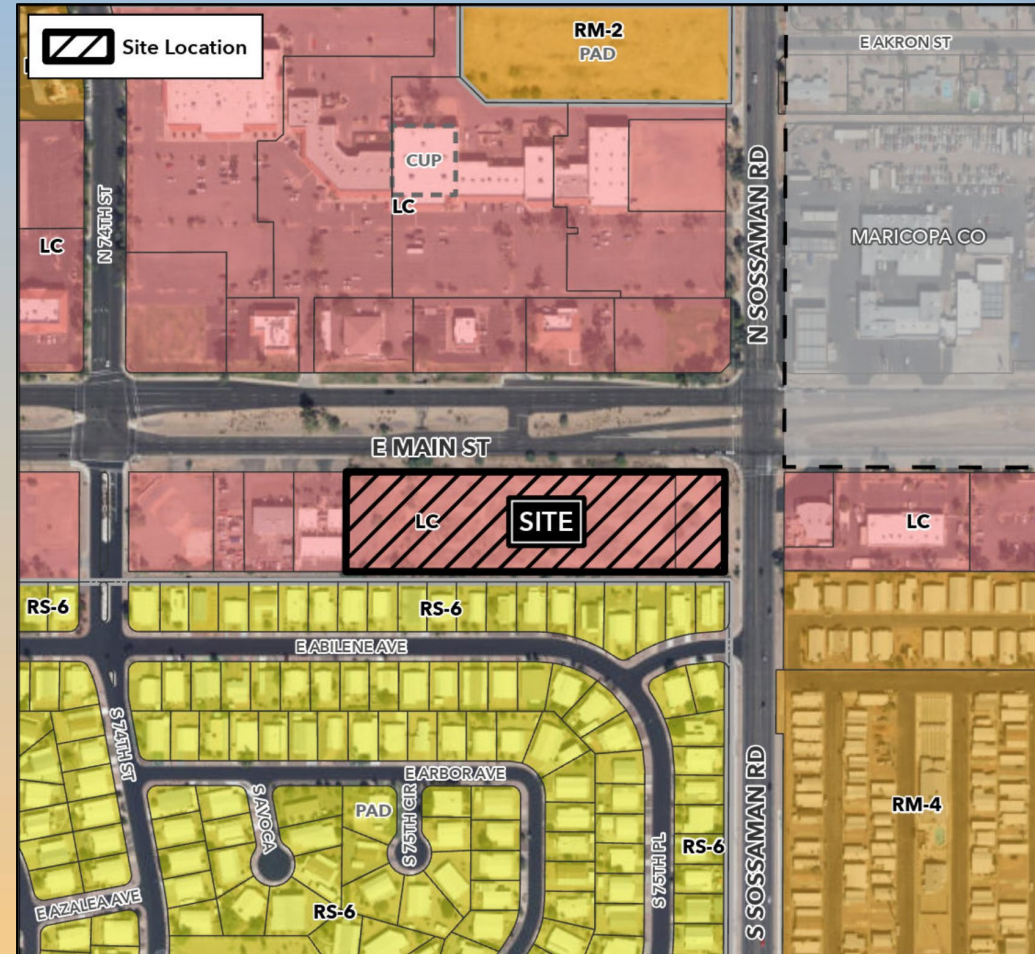 Site Location
RM-2
PAD
E AKRON ST
CUP
LC
LC
N 74TH ST
N SOSSAMAN RD
MARICOPA CO
E MAIN ST
LC
SITE
LC
RS-6
RS-6
E ABILENE AVE
S 74TH ST
E ARBOR AVE
S AVOCA
PAD
S 75TH CIR
RM-4
RS-6
S 75TH PL
S SOSSAMAN RD
E AZALEA AVE
RS-6